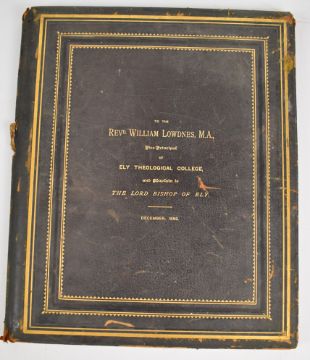 TO THE
REVD WILLIAM LOWNDES, M.A.,
Vice Principal
OF
ELY THEOLOGICAL COLLEGE,
AND Chaplain to
THE LORD BISHOP OF ELY.
DECEMBER,